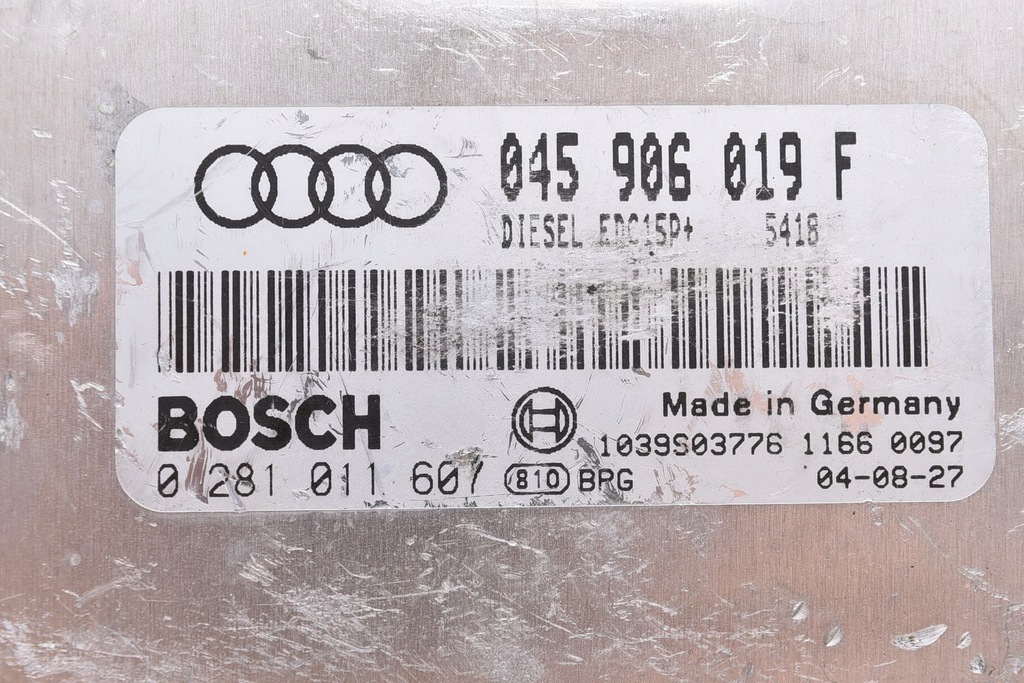 045 906 019 F
DIESEL EDC15P+ 5418
BOSCH
Made in Germany
1039S03776 1166 0097
0 281 011 607 810 BRG 04-08-27